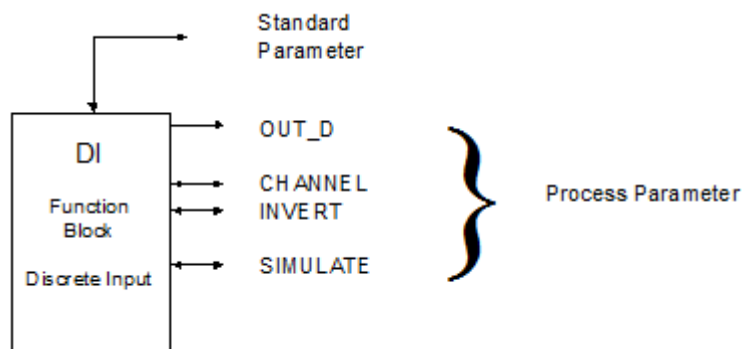 Standard
Parameter
DI
Function
Block
Discrete Input
OUT_D
CHANNEL
INVERT
SIMULATE
Process Parameter